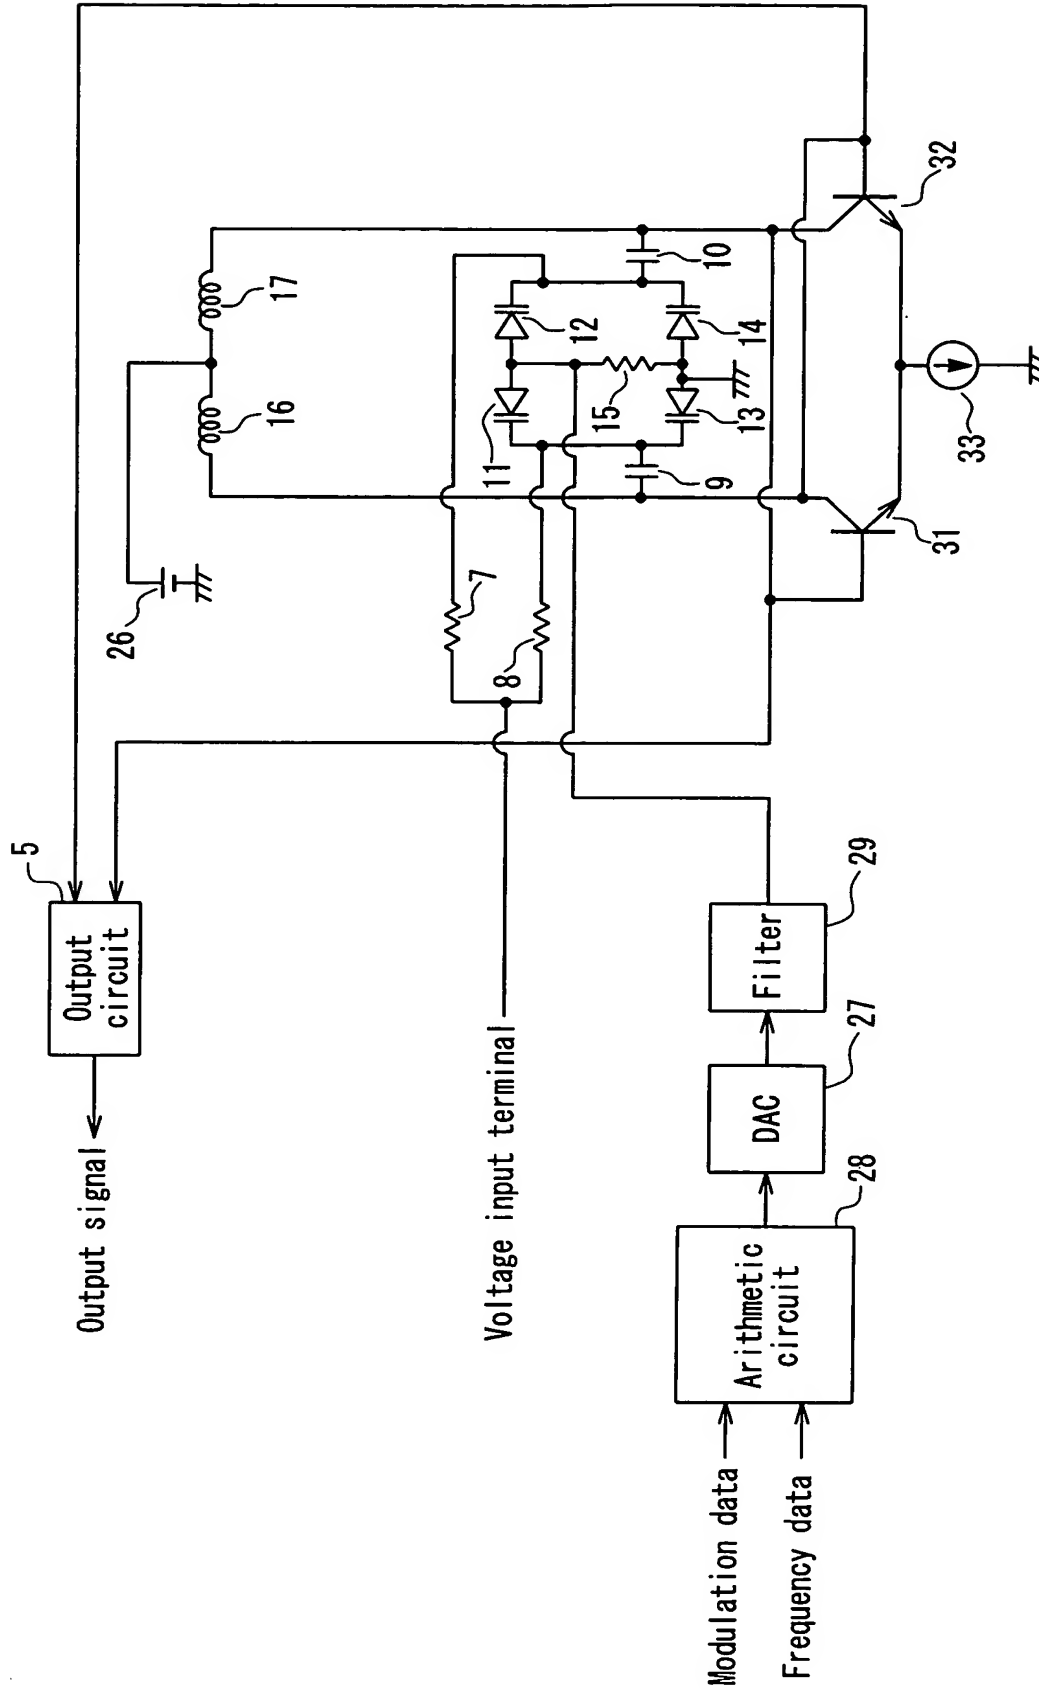 5
Output
circuit
Output signal
17
16
26
12
11
10
14
15
13
9
7
8
32
31
33
Voltage input terminal
29
Filter
27
DAC
28
Arithmetic
circuit
Modulation data
Frequency data